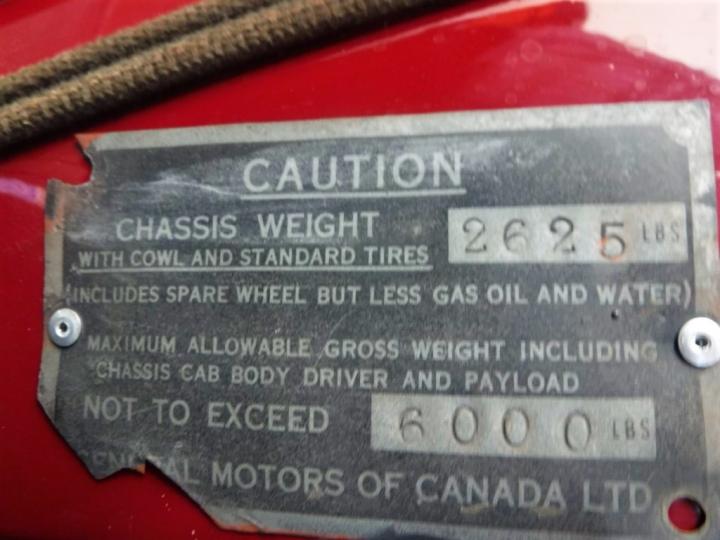 CAUTION
CHASSIS WEIGHT 2625 LBS
WITH COWL AND STANDARD TIRES
(INCLUDES SPARE WHEEL BUT LESS GAS OIL AND WATER)
MAXIMUM ALLOWABLE GROSS WEIGHT INCLUDING
CHASSIS CAB BODY DRIVER AND PAYLOAD
NOT TO EXCEED 6000 LBS
GENERAL MOTORS OF CANADA LTD